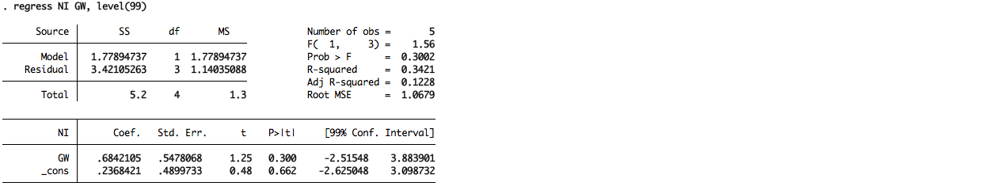 . regress NI GW, level(99)
Source SS df MS Number of obs = 5
F( 1, 3) = 1.56
Model 1.77894737 1 1.77894737 Prob > F = 0.3002
Residual 3.42105263 3 1.14035088 R-squared = 0.3421
Adj R-squared = 0.1228
Total 5.2 4 1.3 Root MSE = 1.0679
NI Coef. Std. Err. t P>|t| [99% Conf. Interval]
GW .6842105 .5478068 1.25 0.300 -2.51548 3.883901
_cons .2368421 .4899733 0.48 0.662 -2.625048 3.098732